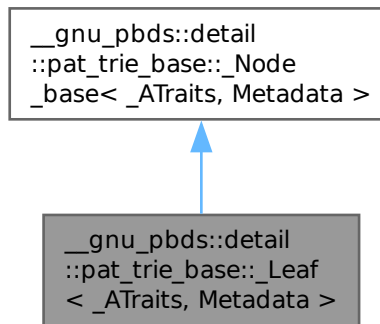 __gnu_pbds::detail
::pat_trie_base::_Node
_base< _ATraits, Metadata >
__gnu_pbds::detail
::pat_trie_base::_Leaf
< _ATraits, Metadata >